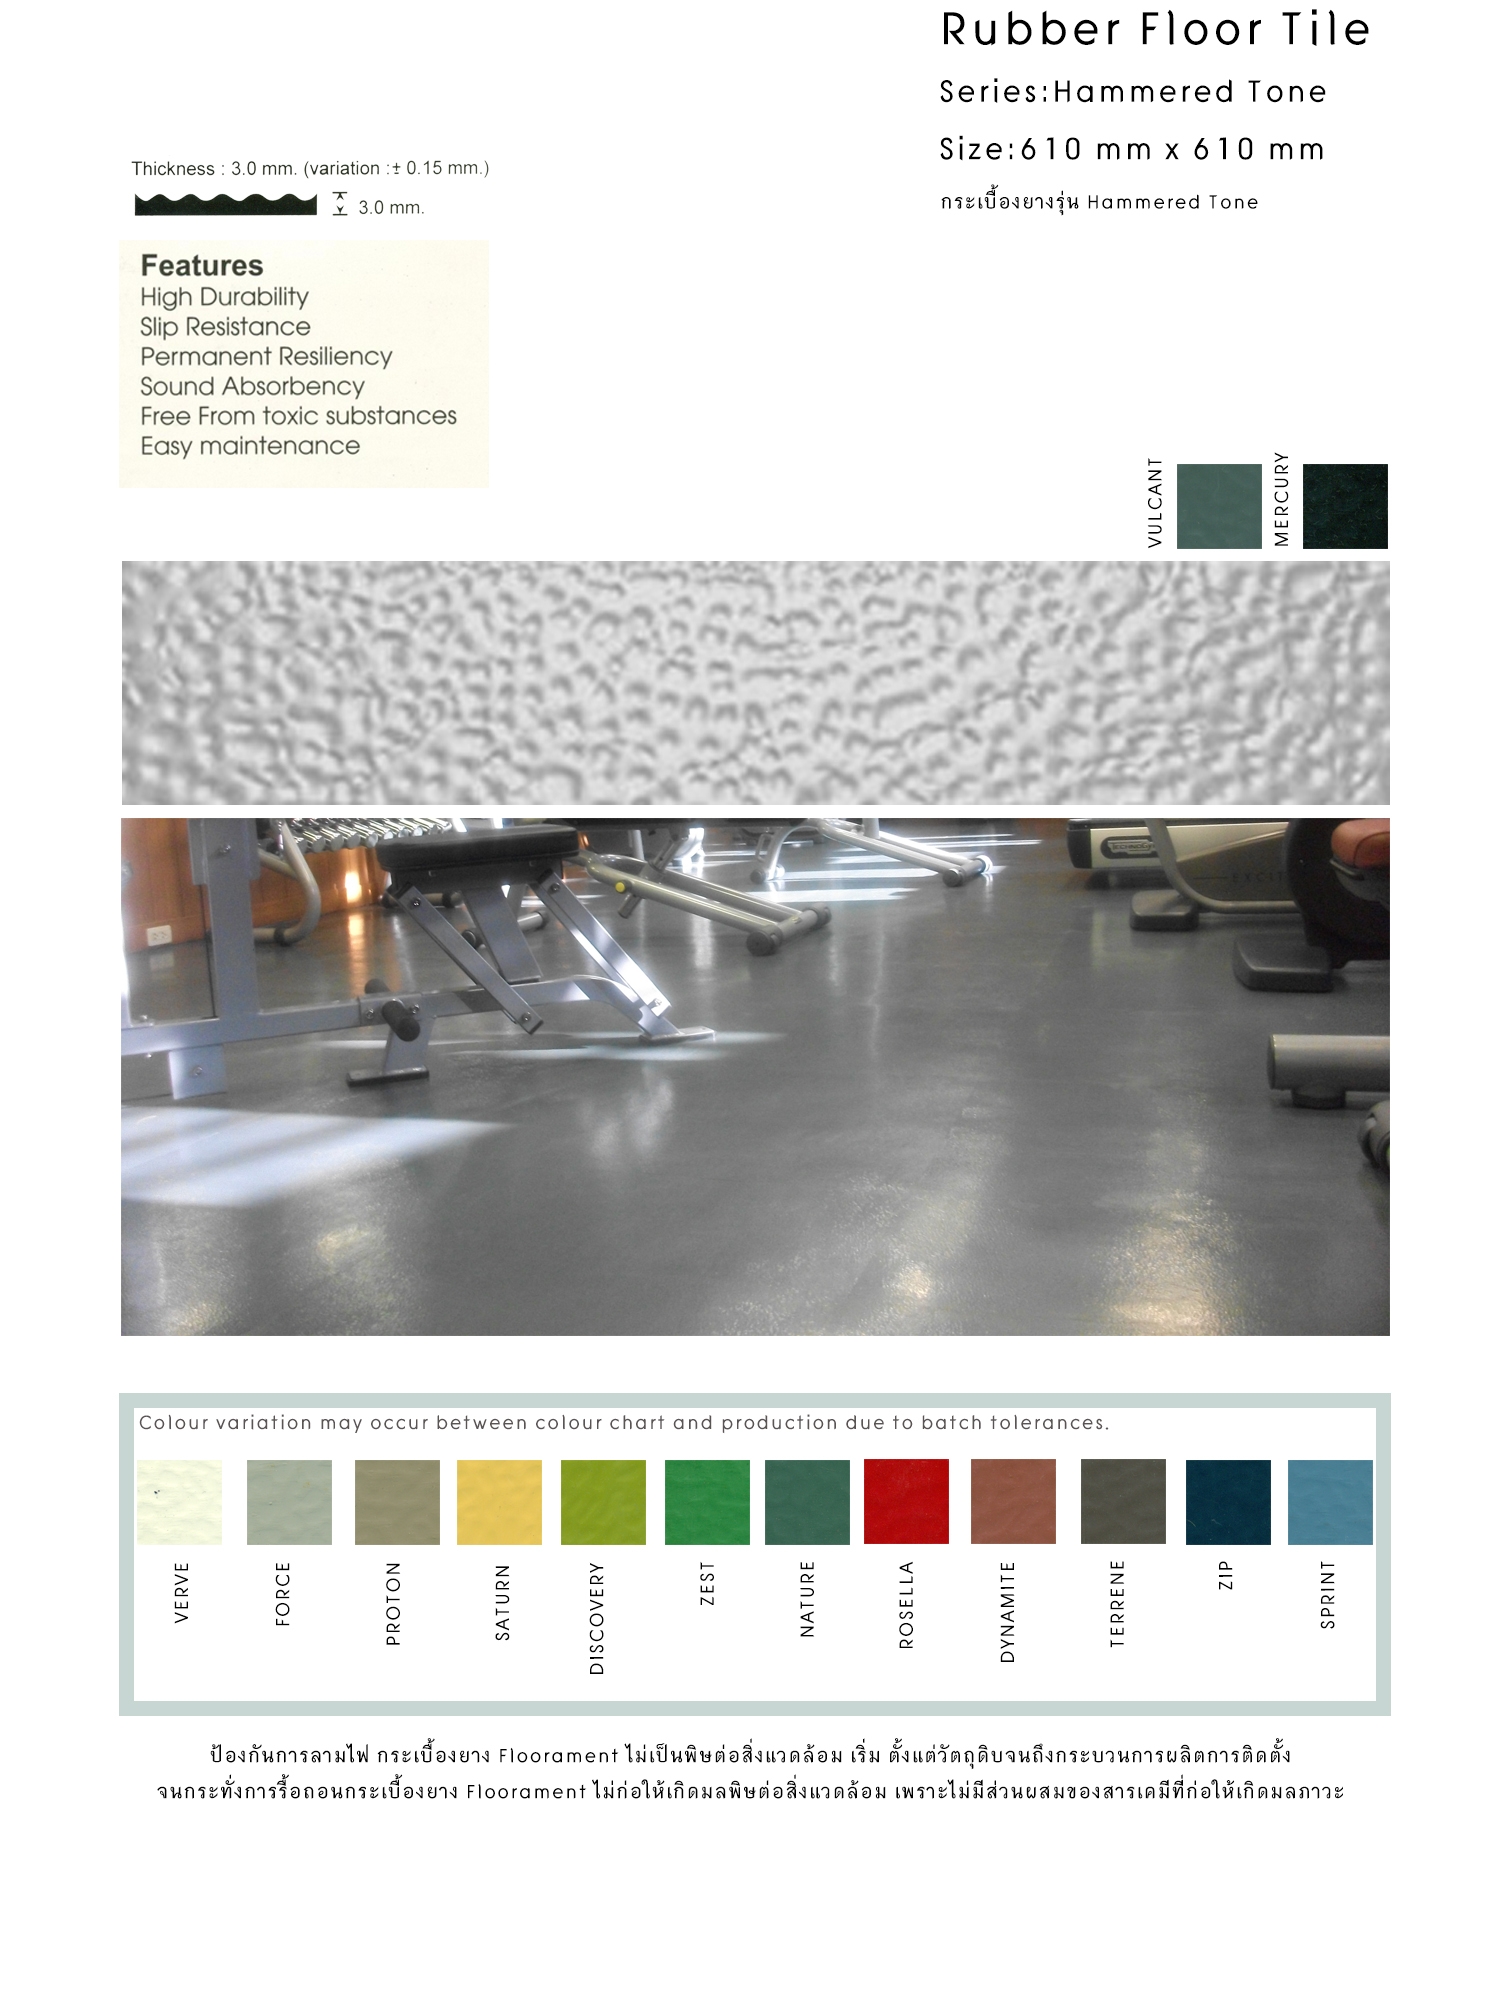 Rubber Floor Tile
Series:Hammered Tone
Size:610 mm x 610 mm
กระเบื้องยางรุ่น Hammered Tone
Thickness : 3.0 mm. (variation :± 0.15 mm.)
3.0 mm.
Features
High Durability
Slip Resistance
Permanent Resiliency
Sound Absorbency
Free From toxic substances
Easy maintenance
VULCANT
MERCURY
Colour variation may occur between colour chart and production due to batch tolerances.
VERVE
FORCE
PROTON
SATURN
DISCOVERY
ZEST
NATURE
ROSELLA
DYNAMITE
TERRENE
ZIP
SPRINT
ป้องกันการลามไฟ กระเบื้องยาง Floorament ไม่เป็นพิษต่อสิ่งแวดล้อม เริ่ม ตั้งแต่วัตถุดิบจนถึงกระบวนการผลิตการติดตั้ง
จนกระทั่งการรื้อถอนกระเบื้องยาง Floorament ไม่ก่อให้เกิดมลพิษต่อสิ่งแวดล้อม เพราะไม่มีส่วนผสมของสารเคมีที่ก่อให้เกิดมลภาวะ